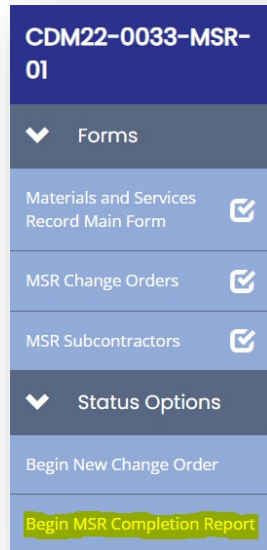 CDM22-0033-MSR-
01
Forms
Materials and Services
Record Main Form
MSR Change Orders
MSR Subcontractors
Status Options
Begin New Change Order
Begin MSR Completion Report